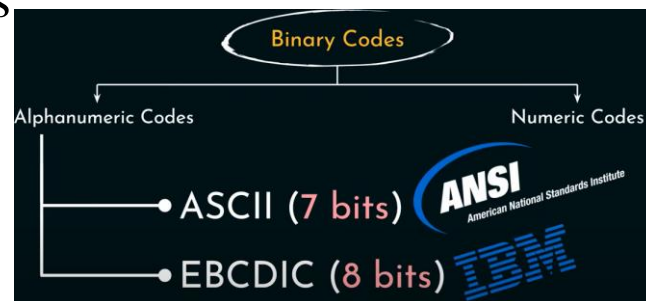 s
Binary Codes
Alphanumeric Codes
Numeric Codes
ASCII (7 bits)
ANSI
American National Standards Institute
EBCDIC (8 bits)
IBM